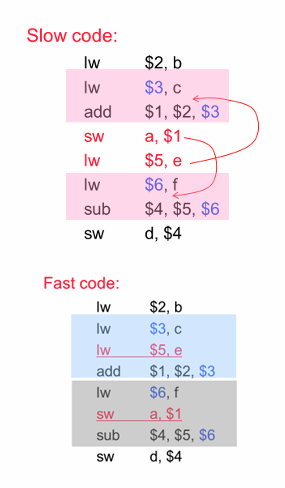 Slow code:
lw $2, b
lw $3, c
add $1, $2, $3
sw a, $1
lw $5, e
lw $6, f
sub $4, $5, $6
sw d, $4
Fast code:
lw $2, b
lw $3, c
lw $5, e
add $1, $2, $3
lw $6, f
sw a, $1
sub $4, $5, $6
sw d, $4